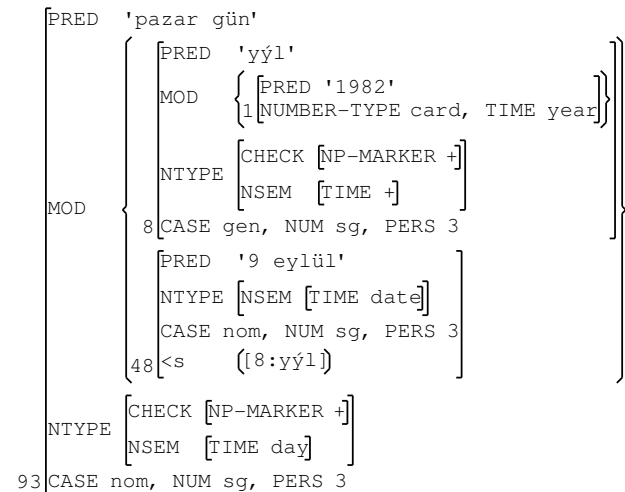 PRED 'pazar gün'
PRED 'yýl'
PRED '1982'
MOD 1 NUMBER-TYPE card, TIME year
CHECK [NP-MARKER +]
NTYPE
NSEM [TIME +]
MOD
8 CASE gen, NUM sg, PERS 3
PRED '9 eylül'
NTYPE [NSEM [TIME date]]
CASE nom, NUM sg, PERS 3
48 <s ([8:yýl])
CHECK [NP-MARKER +]
NTYPE
NSEM [TIME day]
93 CASE nom, NUM sg, PERS 3